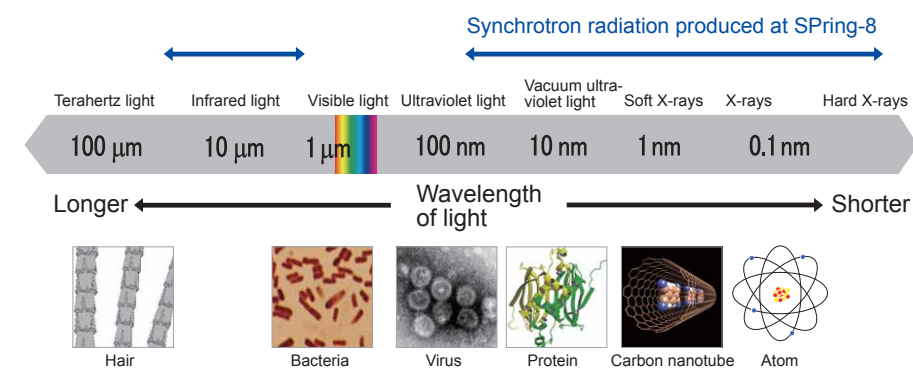 Synchrotron radiation produced at SPring-8
Terahertz light
Infrared light
Visible light
Ultraviolet light
Vacuum ultra-
violet light
Soft X-rays
X-rays
Hard X-rays
100 μm
10 μm
1 μm
100 nm
10 nm
1 nm
0.1 nm
Longer
Wavelength
of light
Shorter
Hair
Bacteria
Virus
Protein
Carbon nanotube
Atom